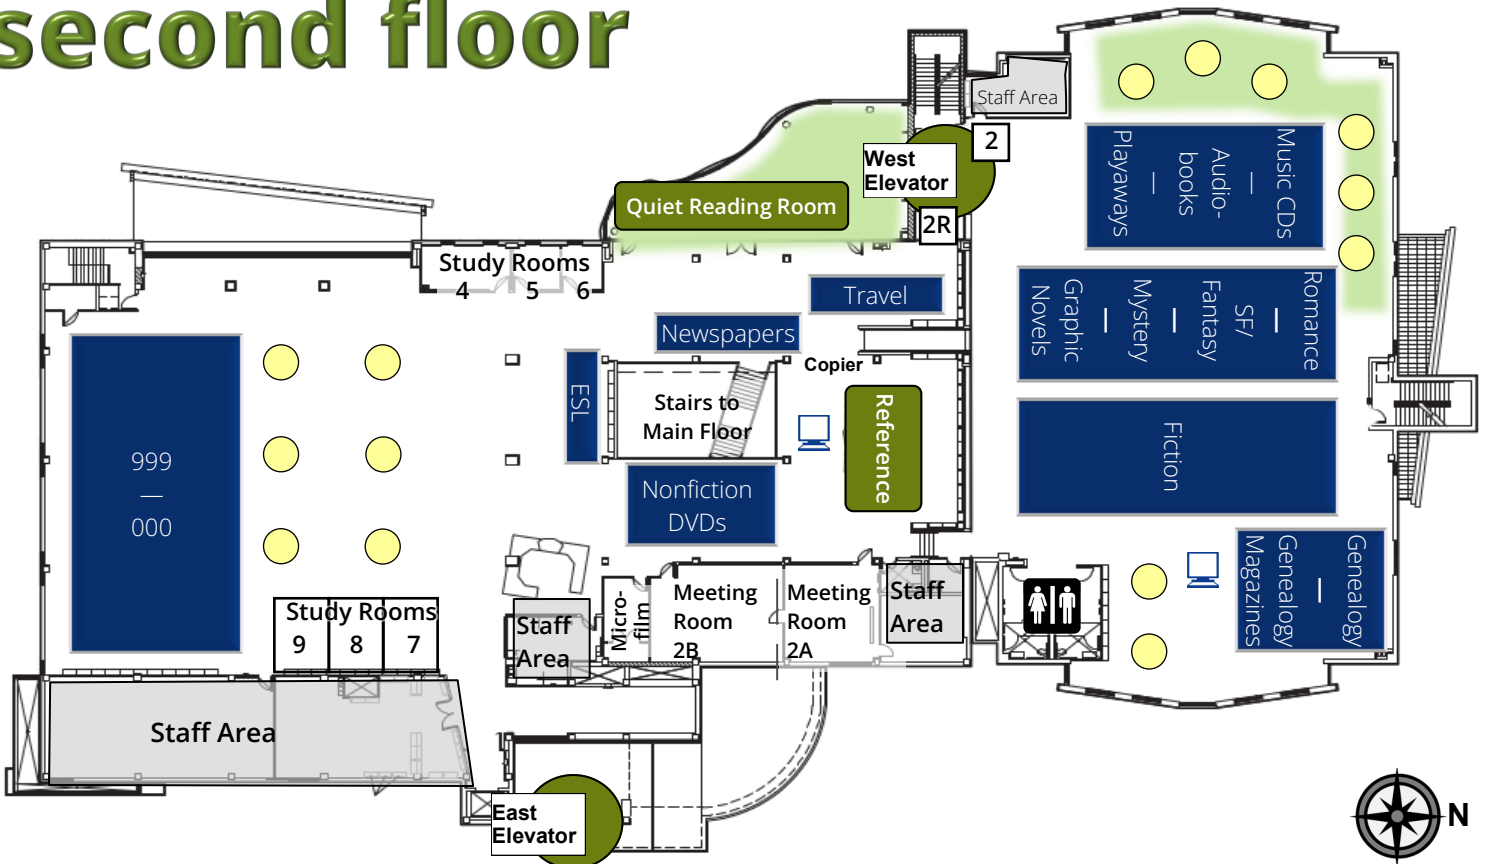 second floor
Staff Area
2
West
Elevator
2R
Quiet Reading Room
Music CDs
—
Audio-
books
—
Playaways
Study Rooms
4 5 6
Travel
Newspapers
Copier
ESL
Stairs to
Main Floor
Reference
Nonfiction
DVDs
Romance
—
SF/
Fantasy
—
Mystery
—
Graphic
Novels
Fiction
999
—
000
Genealogy
—
Genealogy
Magazines
Study Rooms
9 8 7
Staff
Area
Micro-
film
Meeting
Room
2B
Meeting
Room
2A
Staff
Area
Staff Area
East
Elevator
N